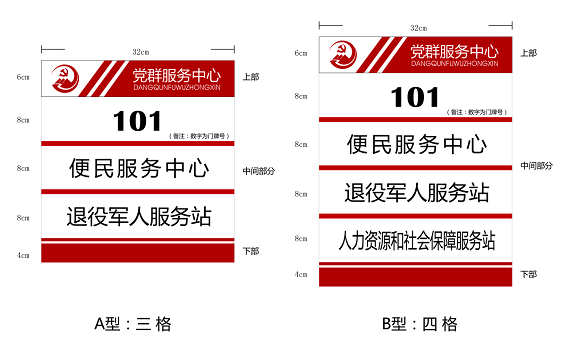 32cm
6cm
党群服务中心
DANGQUNFUWUZHONGXIN
上部
8cm
101
(备注:数字为门牌号)
8cm
便民服务中心
中间部分
8cm
退役军人服务站
4cm
下部
A型:三格
32cm
6cm
党群服务中心
DANGQUNFUWUZHONGXIN
上部
8cm
101
(备注:数字为门牌号)
8cm
便民服务中心
中间部分
8cm
退役军人服务站
8cm
人力资源和社会保障服务站
4cm
下部
B型:四格